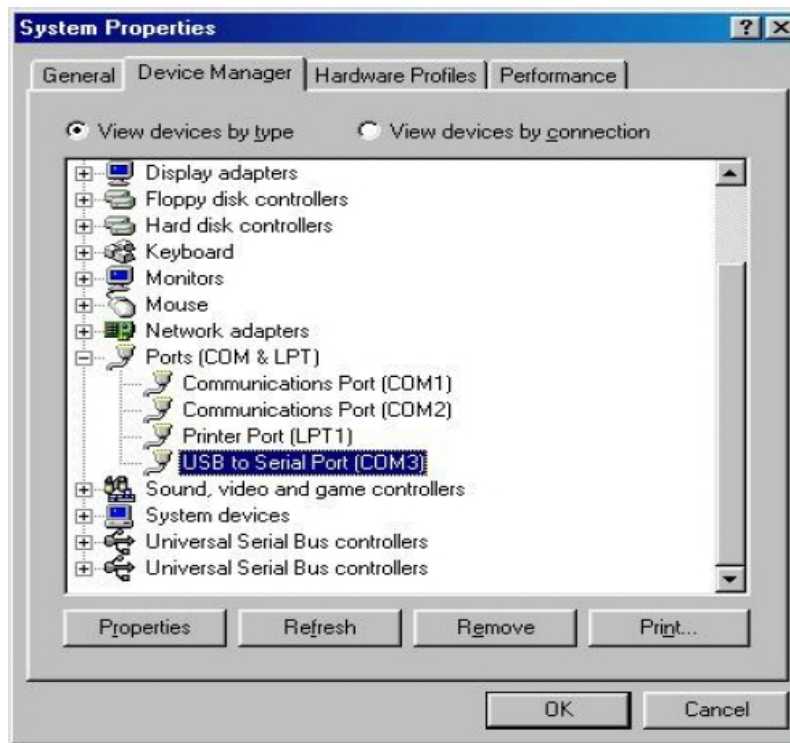 System Properties
General Device Manager Hardware Profiles Performance
View devices by type View devices by connection
Display adapters
Floppy disk controllers
Hard disk controllers
Keyboard
Monitors
Mouse
Network adapters
Ports (COM & LPT)
Communications Port (COM1)
Communications Port (COM2)
Printer Port (LPT1)
USB to Serial Port (COM3)
Sound, video and game controllers
System devices
Universal Serial Bus controllers
Universal Serial Bus controllers
Properties Refresh Remove Print...
OK Cancel